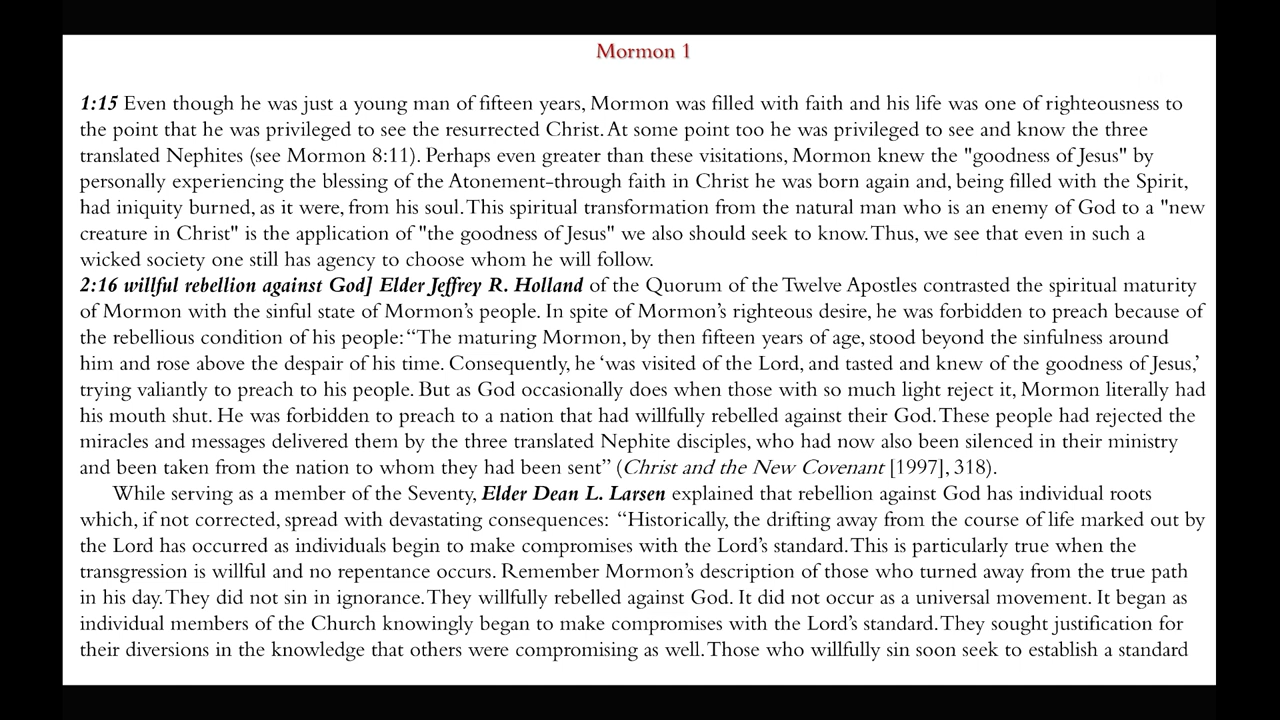 Mormon 1
1:15 Even though he was just a young man of fifteen years, Mormon was filled with faith and his life was one of righteousness to
the point that he was privileged to see the resurrected Christ. At some point too he was privileged to see and know the three
translated Nephites (see Mormon 8:11). Perhaps even greater than these visitations, Mormon knew the "goodness of Jesus" by
personally experiencing the blessing of the Atonement-through faith in Christ he was born again and, being filled with the Spirit,
had iniquity burned, as it were, from his soul. This spiritual transformation from the natural man who is an enemy of God to a "new
creature in Christ" is the application of "the goodness of Jesus" we also should seek to know. Thus, we see that even in such a
wicked society one still has agency to choose whom he will follow.
2:16 willful rebellion against God] Elder Jeffrey R. Holland of the Quorum of the Twelve Apostles contrasted the spiritual maturity
of Mormon with the sinful state of Mormon’s people. In spite of Mormon’s righteous desire, he was forbidden to preach because of
the rebellious condition of his people: “The maturing Mormon, by then fifteen years of age, stood beyond the sinfulness around
him and rose above the despair of his time. Consequently, he ‘was visited of the Lord, and tasted and knew of the goodness of Jesus,’
trying valiantly to preach to his people. But as God occasionally does when those with so much light reject it, Mormon literally had
his mouth shut. He was forbidden to preach to a nation that had willfully rebelled against their God. These people had rejected the
miracles and messages delivered them by the three translated Nephite disciples, who had now also been silenced in their ministry
and been taken from the nation to whom they had been sent” (Christ and the New Covenant [1997], 318).
While serving as a member of the Seventy, Elder Dean L. Larsen explained that rebellion against God has individual roots
which, if not corrected, spread with devastating consequences: “Historically, the drifting away from the course of life marked out by
the Lord has occurred as individuals begin to make compromises with the Lord’s standard. This is particularly true when the
transgression is willful and no repentance occurs. Remember Mormon’s description of those who turned away from the true path
in his day. They did not sin in ignorance. They willfully rebelled against God. It did not occur as a universal movement. It began as
individual members of the Church knowingly began to make compromises with the Lord’s standard. They sought justification for
their diversions in the knowledge that others were compromising as well. Those who willfully sin soon seek to establish a standard